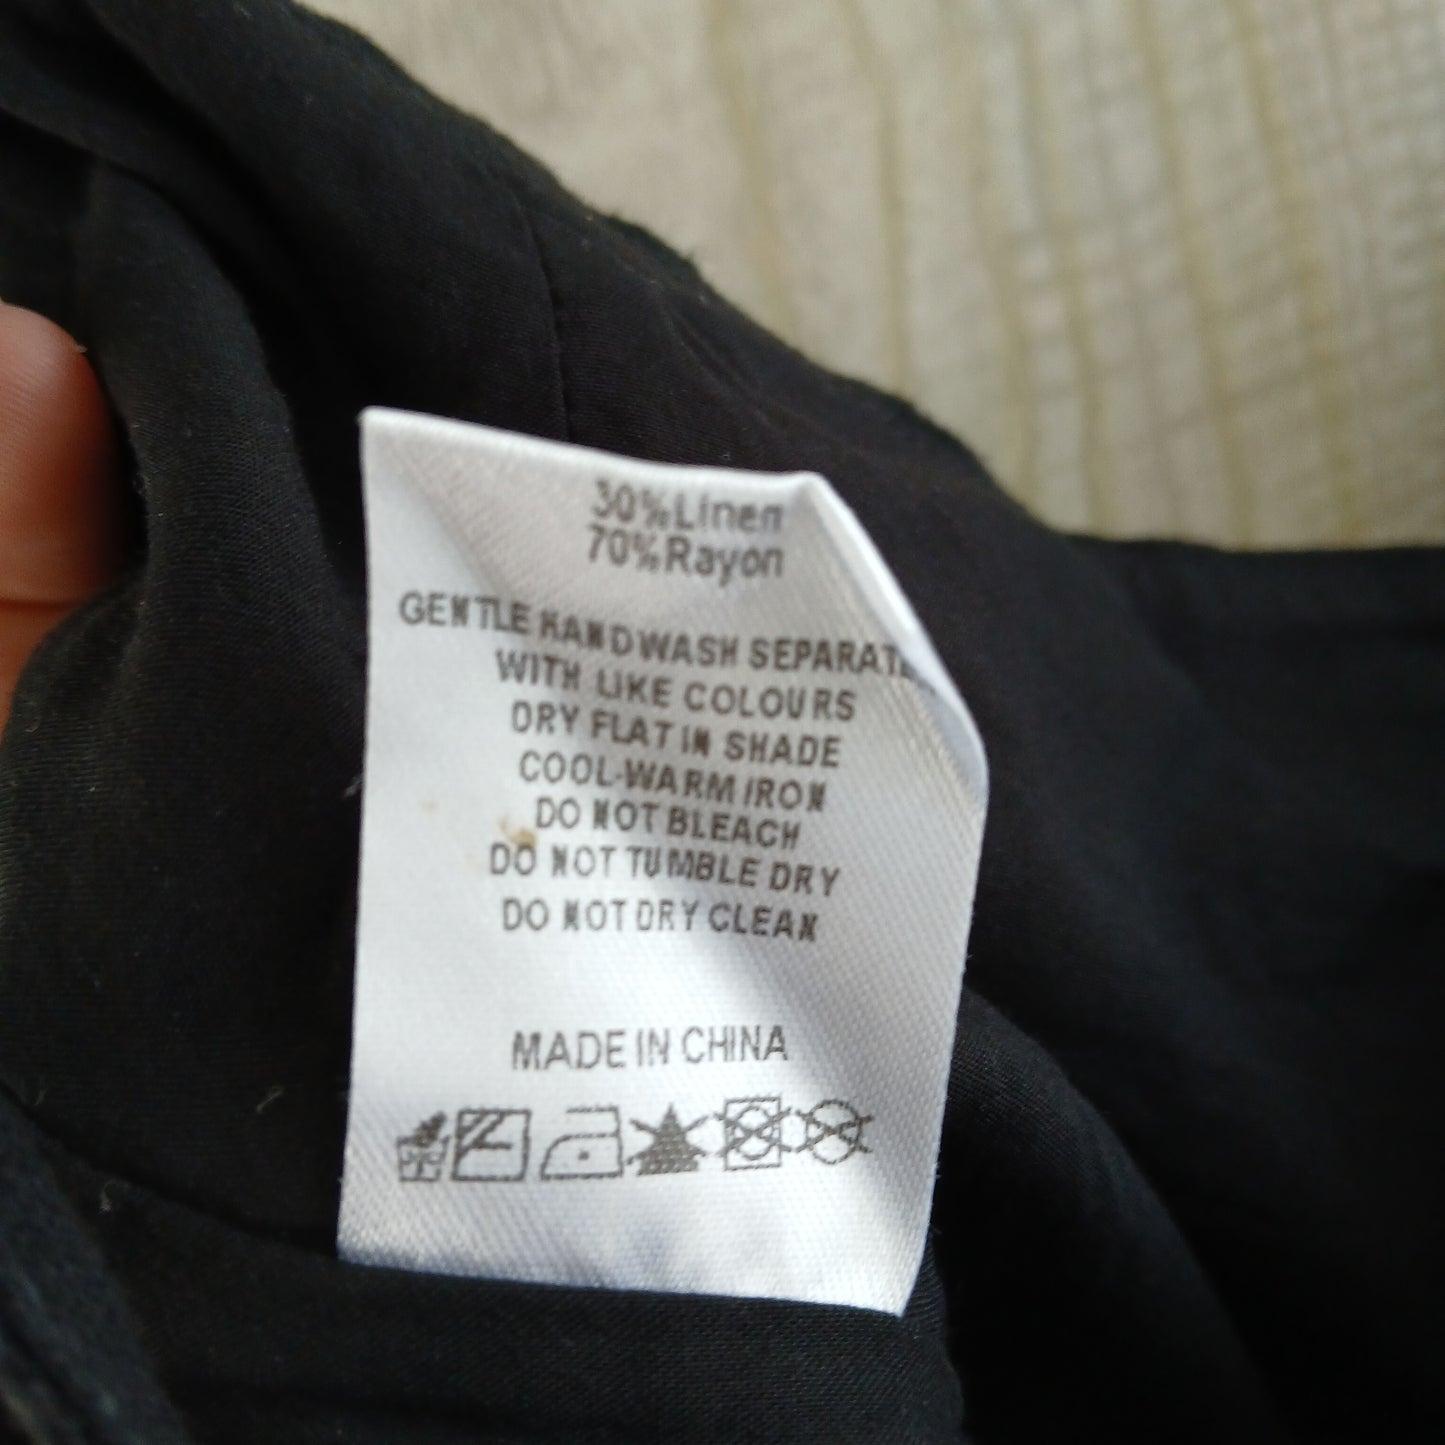 30%Linen
70%Rayon
GENTLE HANDWASH SEPARATE
WITH LIKE COLOURS
DRY FLAT IN SHADE
COOL-WARM IRON
DO NOT BLEACH
DO NOT TUMBLE DRY
DO NOT DRY CLEAN
MADE IN CHINA